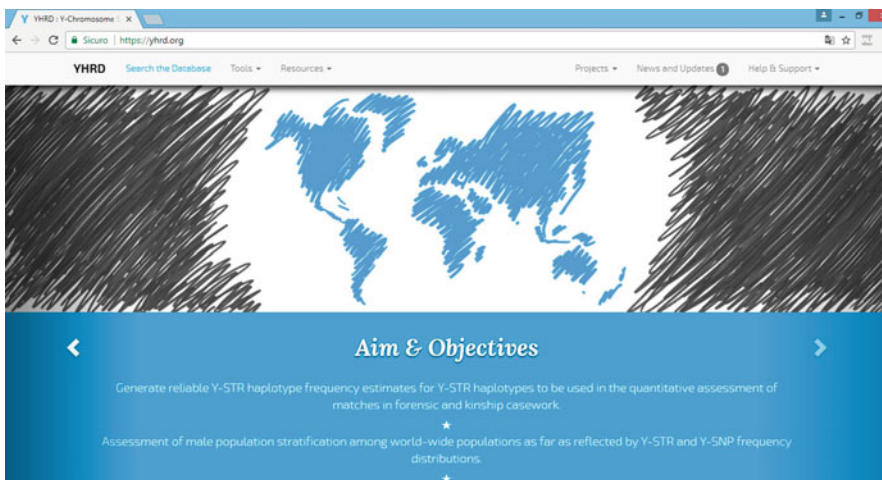 Y YHRD : Y-Chromosome S
Sicuro | https://yhrd.org
YHRD Search the Database Tools Resources Projects News and Updates 1 Help & Support
Aim & Objectives
Generate reliable Y-STR haplotype frequency estimates for Y-STR haplotypes to be used in the quantitative assessment of
matches in forensic and kinship casework.
Assessment of male population stratification among world-wide populations as far as reflected by Y-STR and Y-SNP frequency
distributions.